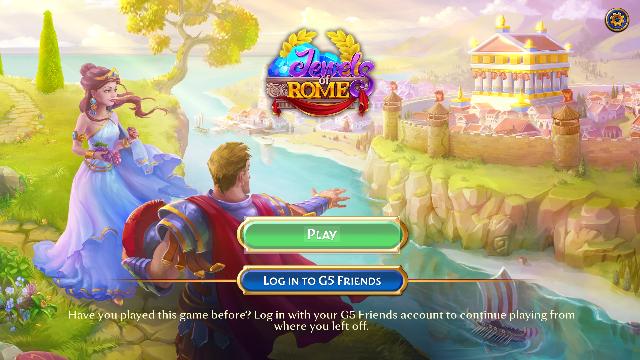 Jewels
of
ROME
PLAY
LOG IN TO G5 FRIENDS
Have you played this game before? Log in with your G5 Friends account to continue playing from
where you left off.